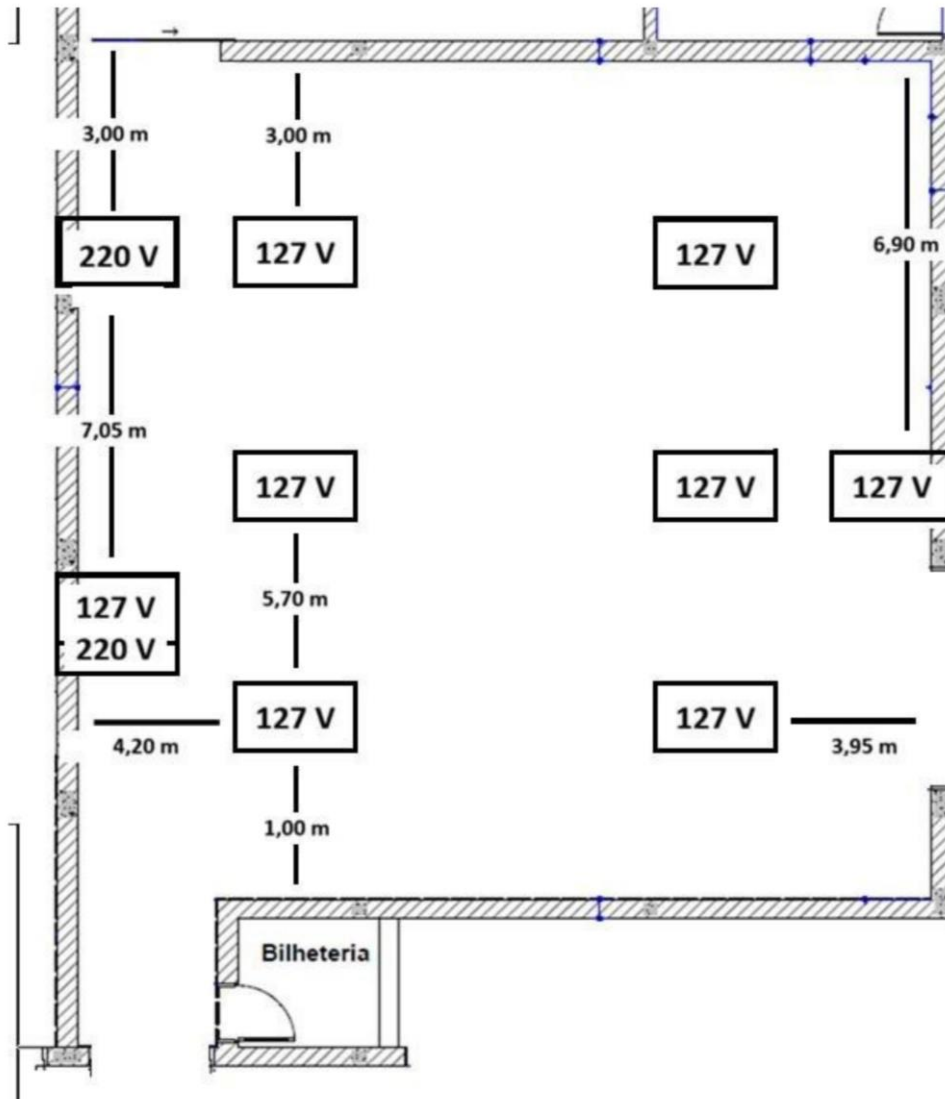 3,00 m
3,00 m
220 V
127 V
127 V
6,90 m
7,05 m
127 V
127 V
127 V
127 V
220 V
5,70 m
127 V
127 V
4,20 m
3,95 m
1,00 m
Bilheteria